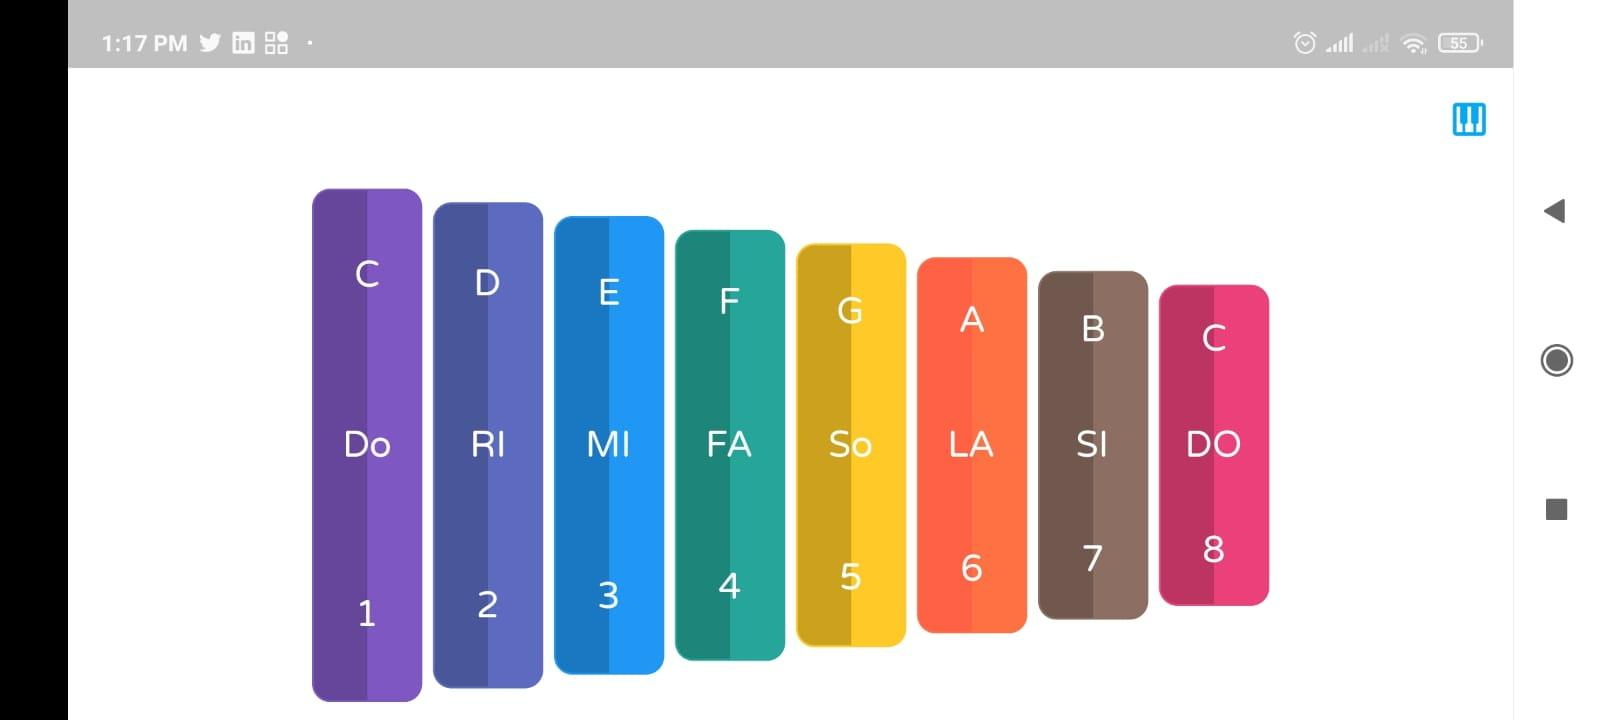 1:17 PM
55
C D E F G A B C
Do RI MI FA So LA SI DO
1 2 3 4 5 6 7 8